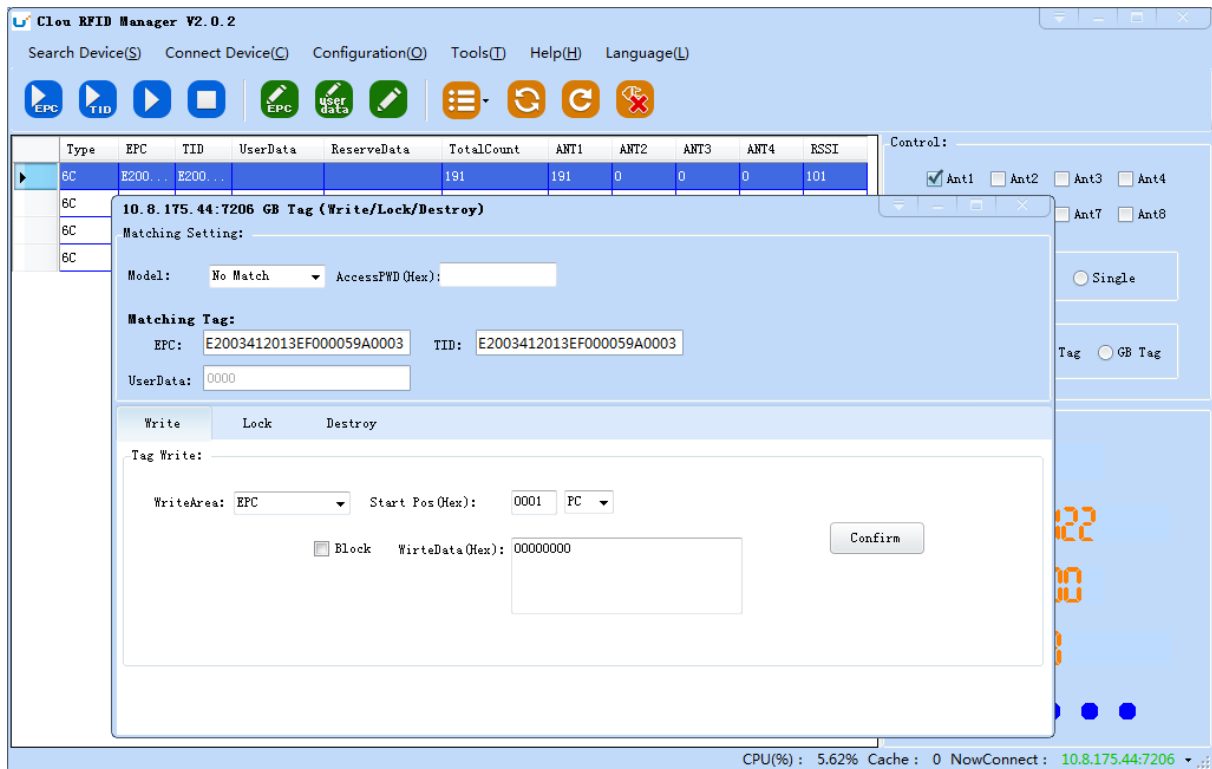 Clou RFID Manager V2.0.2
Search Device(S) Connect Device(C) Configuration(O) Tools(T) Help(H) Language(L)
EPC TID EPC user data
Type EPC TID UserData ReserveData TotalCount ANT1 ANT2 ANT3 ANT4 RSSI
6C E200... E200... 191 191 0 0 0 101
6C
6C
6C
Control:
Ant1 Ant2 Ant3 Ant4
Ant7 Ant8
Single
Tag GB Tag
10.8.175.44:7206 GB Tag(Write/Lock/Destroy)
Matching Setting:
Model: No Match AccessPWD(Hex):
Matching Tag:
EPC: E2003412013EF000059A0003 TID: E2003412013EF000059A0003
UserData: 0000
Write Lock Destroy
Tag Write:
WriteArea: EPC Start Pos(Hex): 0001 PC
Block WirteData(Hex): 00000000
Confirm
CPU(%) : 5.62% Cache : 0 NowConnect : 10.8.175.44:7206